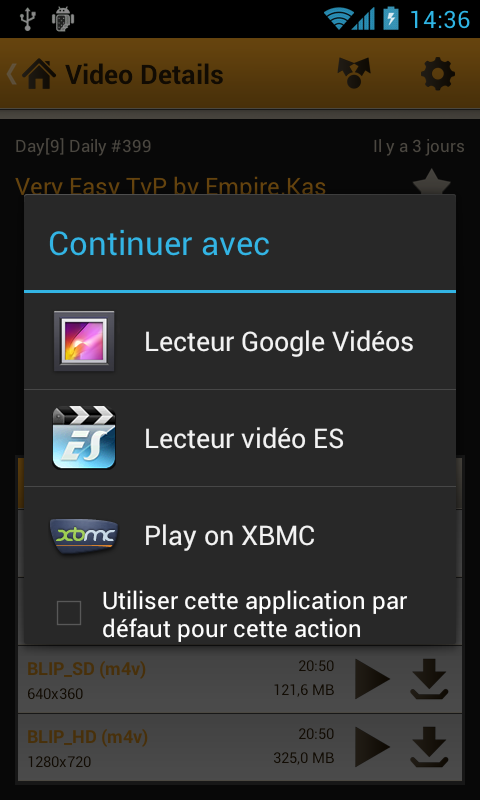 14:36
Video Details
Day[9] Daily #399
Il y a 3 jours
Very Easy TvP by Empire.Kas
Continuer avec
Lecteur Google Vidéos
ES
Lecteur vidéo ES
xbmc
Play on XBMC
Utiliser cette application par
défaut pour cette action
BLIP_SD (m4v)
20:50
640x360
121,6 MB
BLIP_HD (m4v)
20:50
1280x720
325,0 MB